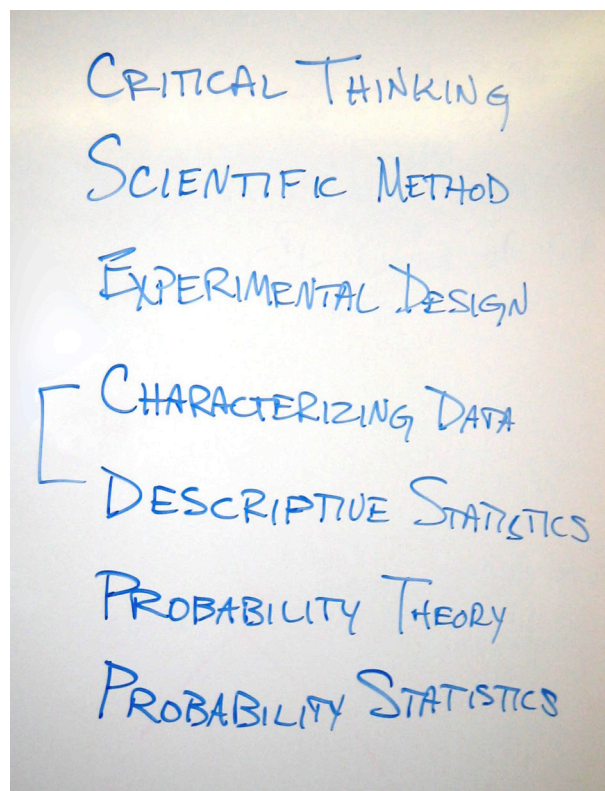 CRITICAL THINKING
SCIENTIFIC METHOD
EXPERIMENTAL DESIGN
CHARACTERIZING DATA
DESCRIPTIVE STATISTICS
PROBABILITY THEORY
PROBABILITY STATISTICS